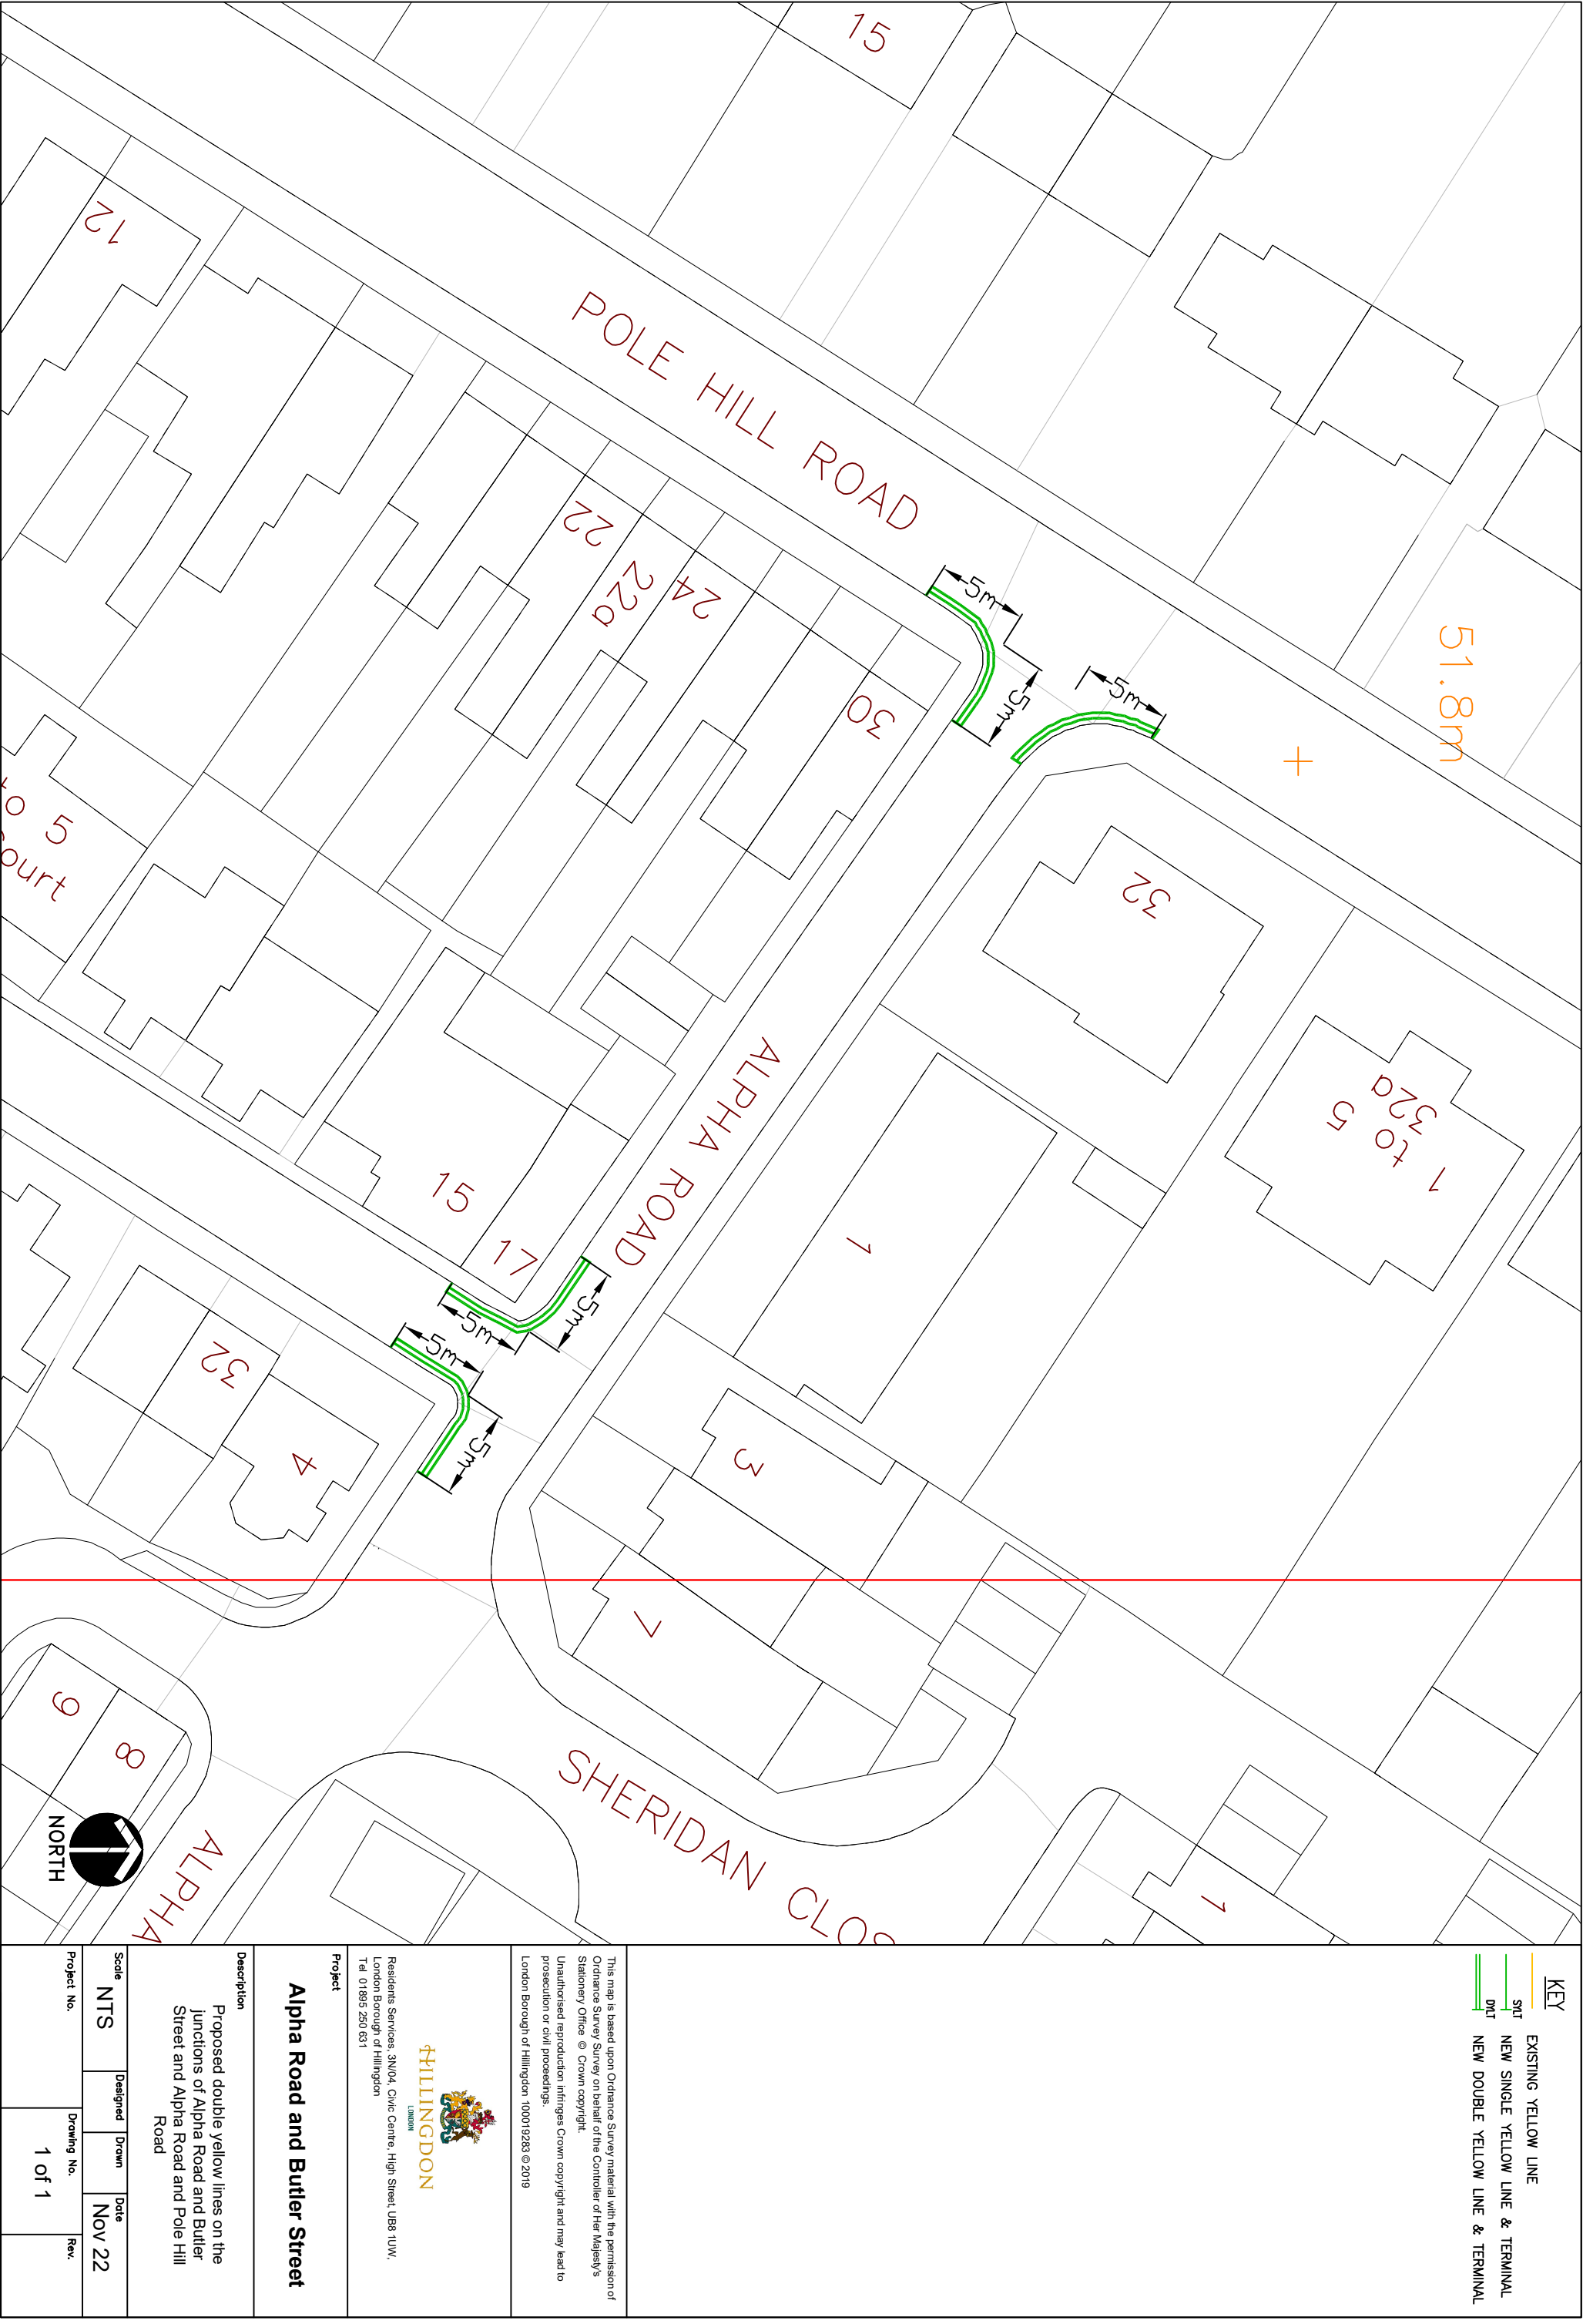 15
12
POLE HILL ROAD
51.8m
22
22a
24
30
5m
5m
5m
32
1 to 5
32a
to 5
ourt
ALPHA ROAD
1
15
17
5m
5m
5m
5m
32
4
3
7
9
8
SHERIDAN CLOS
1
ALPHA
NORTH
KEY
EXISTING YELLOW LINE
SYLT NEW SINGLE YELLOW LINE & TERMINAL
DYLT NEW DOUBLE YELLOW LINE & TERMINAL
This map is based upon Ordnance Survey material with the permission of
Ordnance Survey Survey on behalf of the Controller of Her Majesty's
Stationery Office © Crown copyright.
Unauthorised reproduction infringes Crown copyright and may lead to
prosecution or civil proceedings.
London Borough of Hillingdon 100019283 © 2019
HILLINGDON
LONDON
Residents Services, 3N/04, Civic Centre, High Street, UB8 1UW,
London Borough of Hillingdon
Tel 01895 250 631
Project
Alpha Road and Butler Street
Description
Proposed double yellow lines on the
junctions of Alpha Road and Butler
Street and Alpha Road and Pole Hill
Road
Scale NTS
Designed
Drawn
Date Nov 22
Project No.
Drawing No. 1 of 1
Rev.